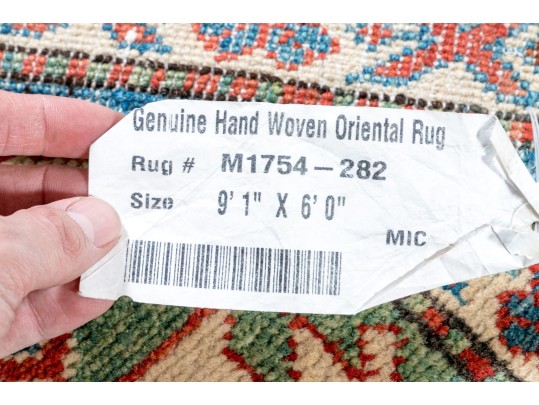 Genuine Hand Woven Oriental Rug
Rug # M1754-282
Size 9' 1" X 6' 0"
MIC